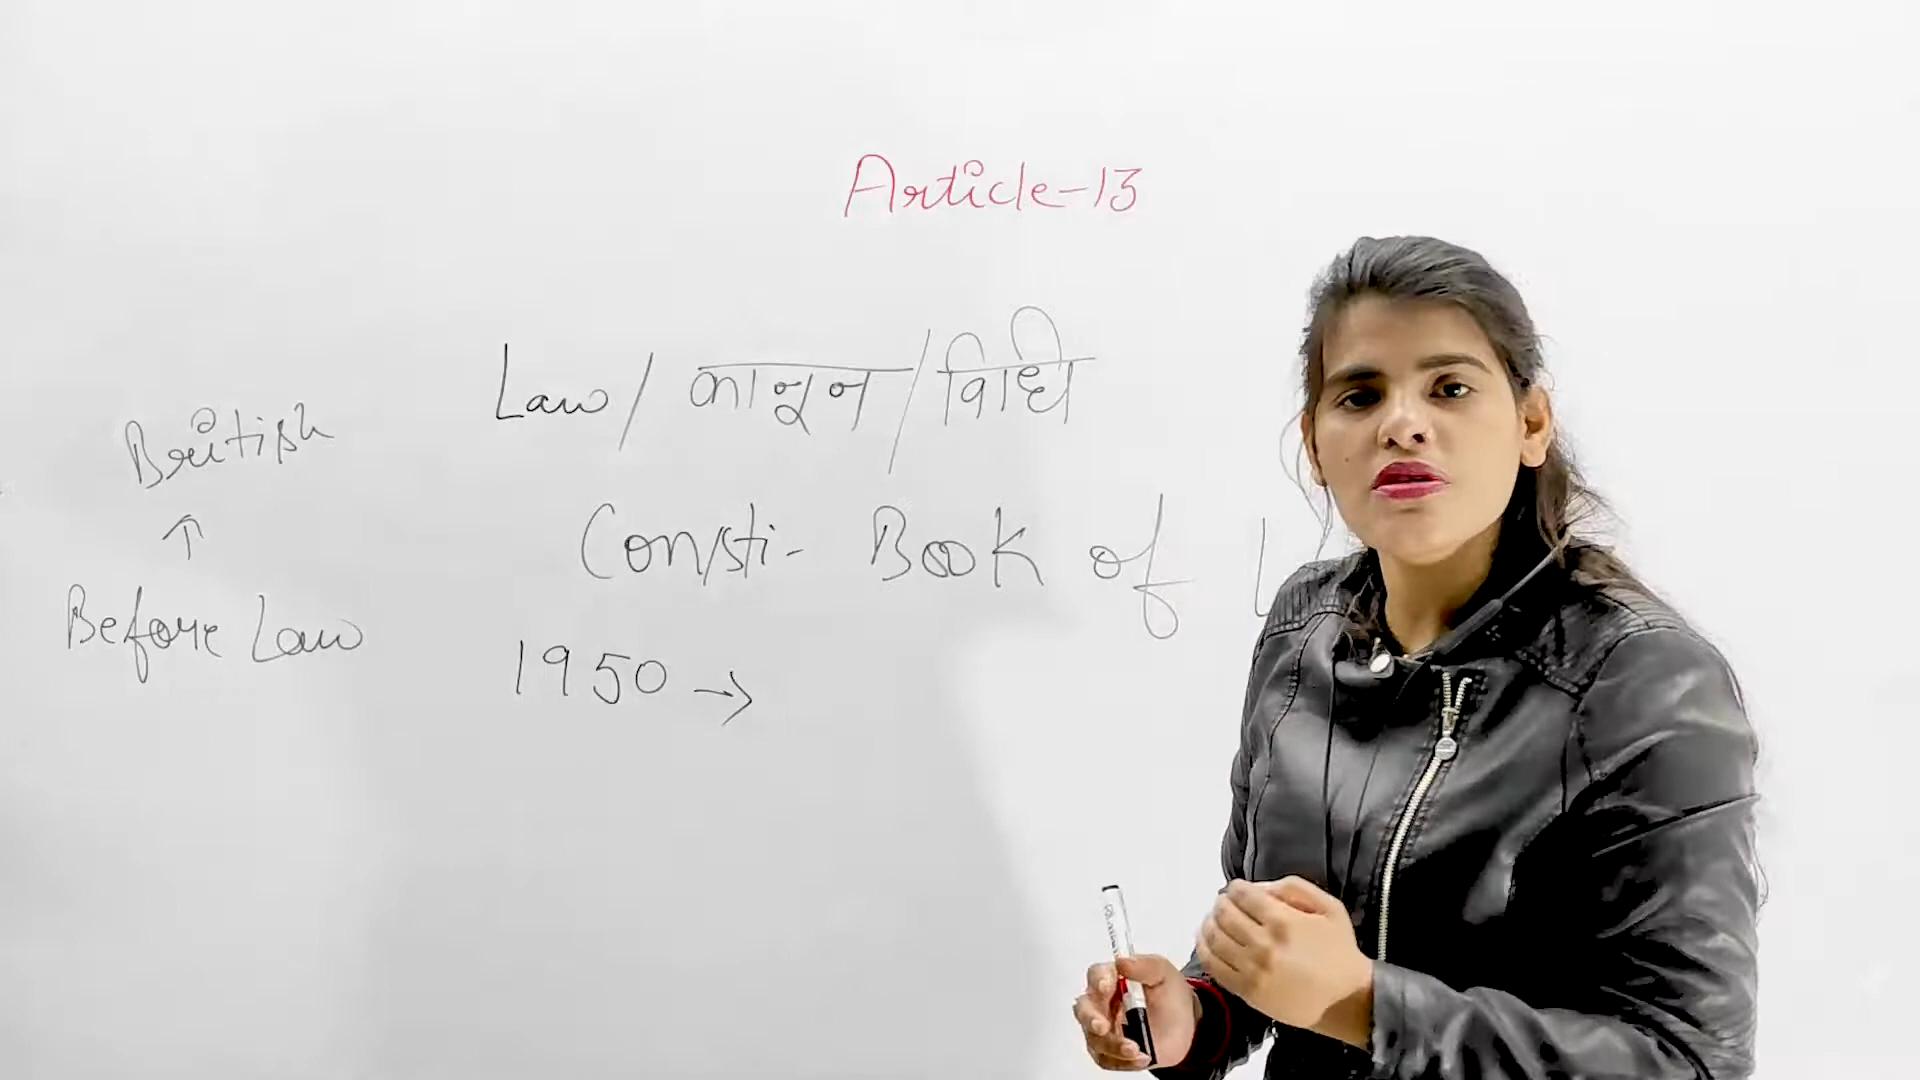 Article-13
Law / कानून / विधि
British
↑
Consti- Book of L
Before Law
1950 →